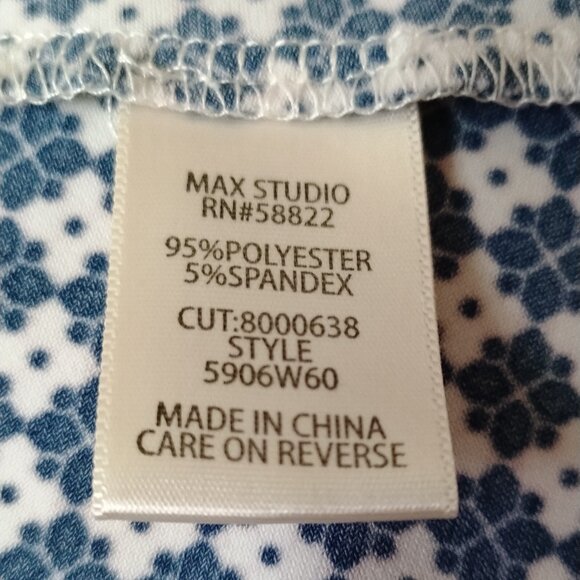 MAX STUDIO
RN#58822
95%POLYESTER
5%SPANDEX
CUT:8000638
STYLE
5906W60
MADE IN CHINA
CARE ON REVERSE